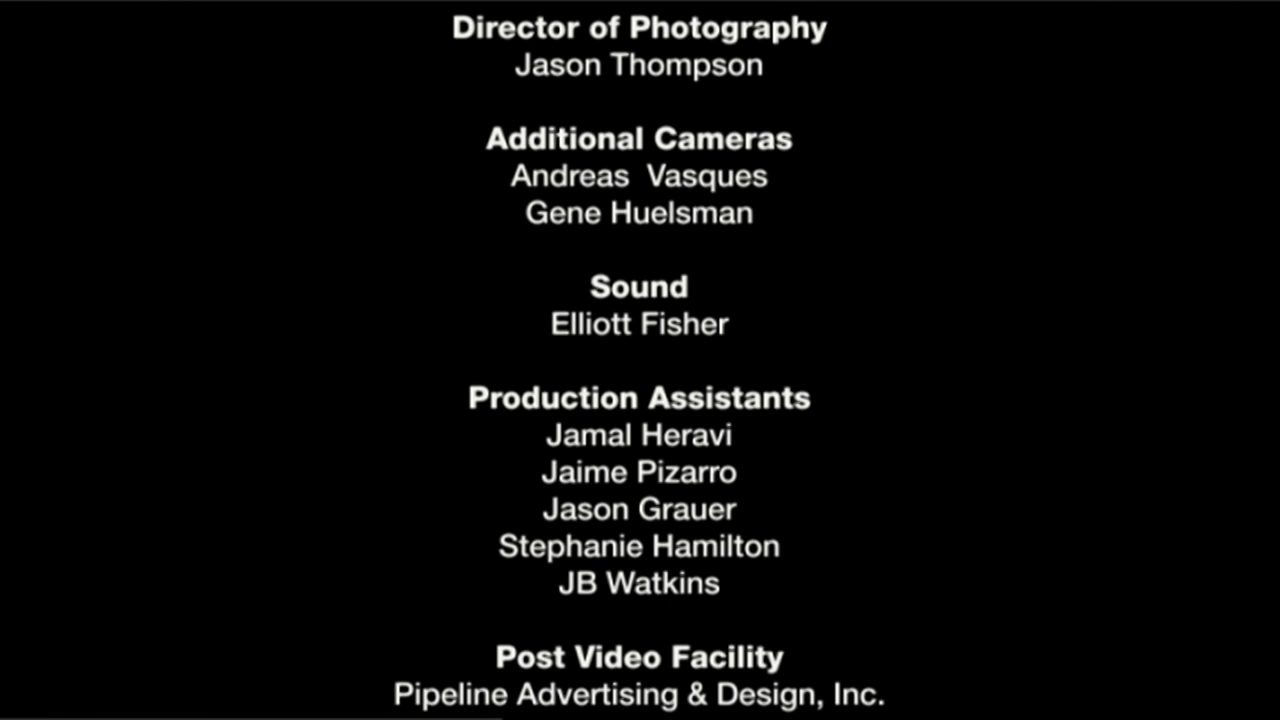 Director of Photography
Jason Thompson
Additional Cameras
Andreas  Vasques
Gene Huelsman
Sound
Elliott Fisher
Production Assistants
Jamal Heravi
Jaime Pizarro
Jason Grauer
Stephanie Hamilton
JB Watkins
Post Video Facility
Pipeline Advertising & Design, Inc.